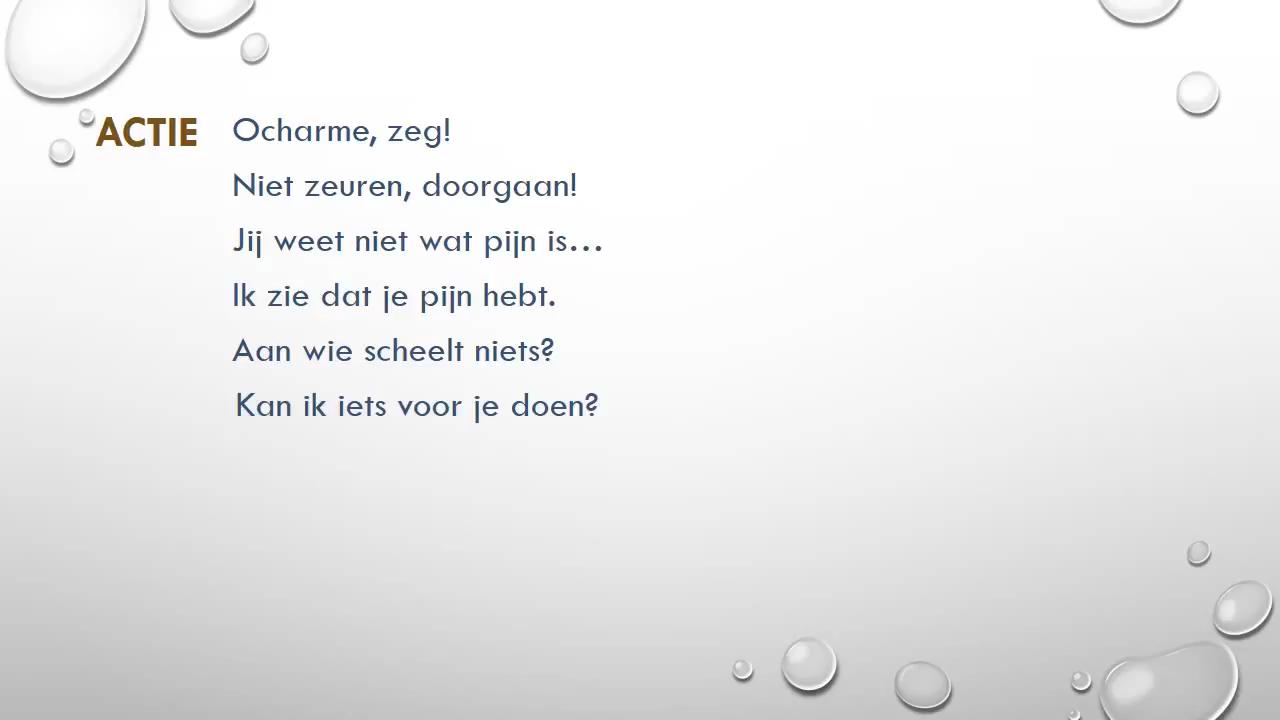 ACTIE Ocharme, zeg!
Niet zeuren, doorgaan!
Jij weet niet wat pijn is…
Ik zie dat je pijn hebt.
Aan wie scheelt niets?
Kan ik iets voor je doen?